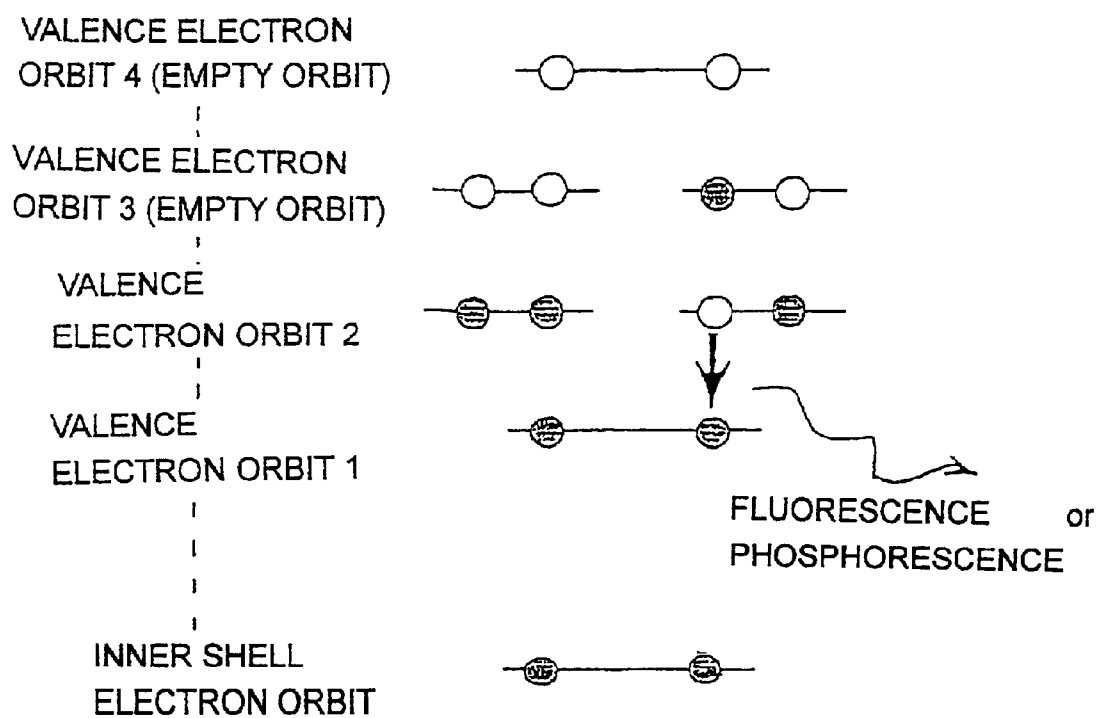 VALENCE ELECTRON
ORBIT 4 (EMPTY ORBIT)
VALENCE ELECTRON
ORBIT 3 (EMPTY ORBIT)
VALENCE
ELECTRON ORBIT 2
VALENCE
ELECTRON ORBIT 1
FLUORESCENCE or
PHOSPHORESCENCE
INNER SHELL
ELECTRON ORBIT